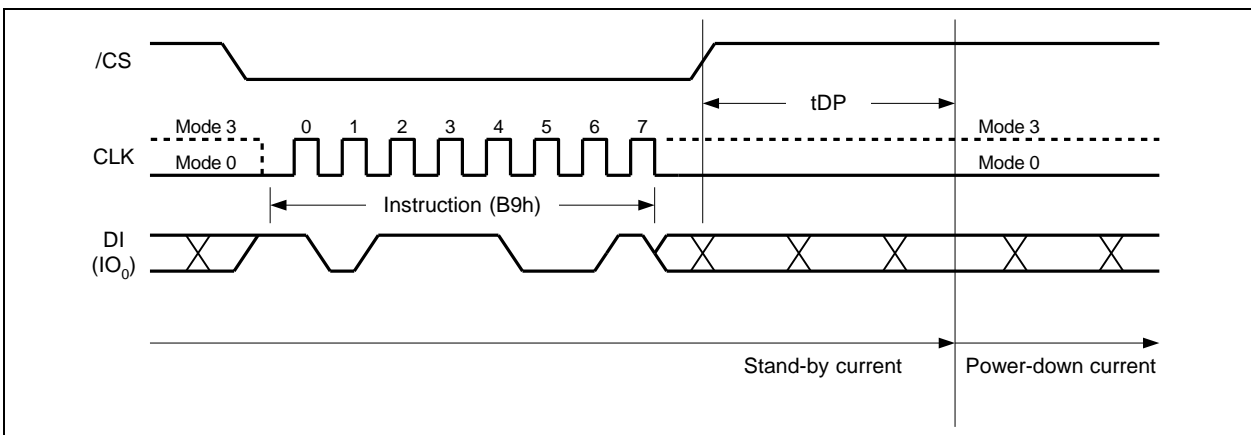 /CS
tDP
Mode 3 0 1 2 3 4 5 6 7 Mode 3
CLK
Mode 0 Mode 0
Instruction (B9h)
DI
(IO0)
Stand-by current Power-down current